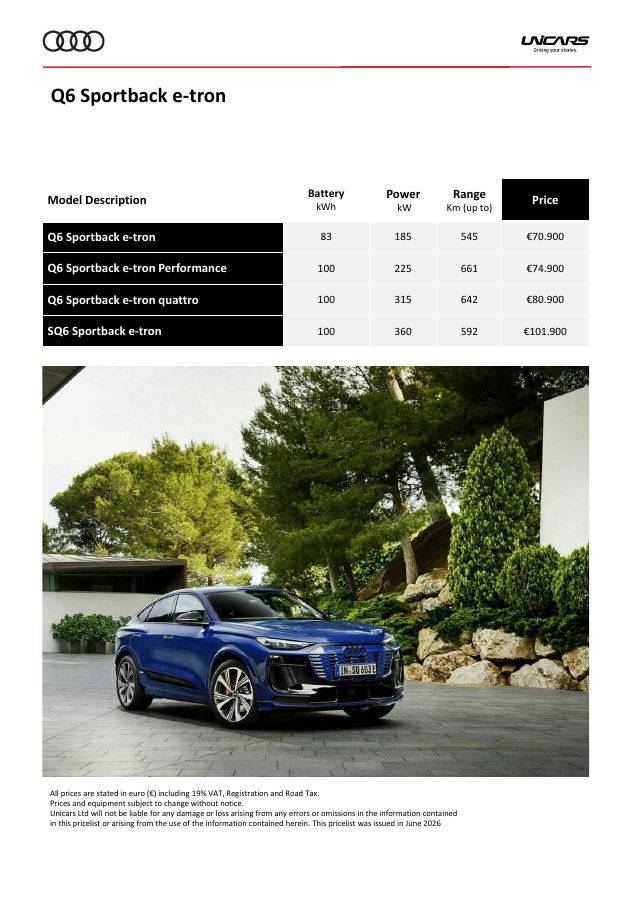 UNICARS
Driving your stories.
Q6 Sportback e-tron
Model Description Battery kWh Power kW Range Km (up to) Price
Q6 Sportback e-tron 83 185 545 €70.900
Q6 Sportback e-tron Performance 100 225 661 €74.900
Q6 Sportback e-tron quattro 100 315 642 €80.900
SQ6 Sportback e-tron 100 360 592 €101.900
IN·SQ 603E
All prices are stated in euro (€) including 19% VAT, Registration and Road Tax.
Prices and equipment subject to change without notice.
Unicars Ltd will not be liable for any damage or loss arising from any errors or omissions in the information contained
in this pricelist or arising from the use of the information contained herein. This pricelist was issued in June 2026